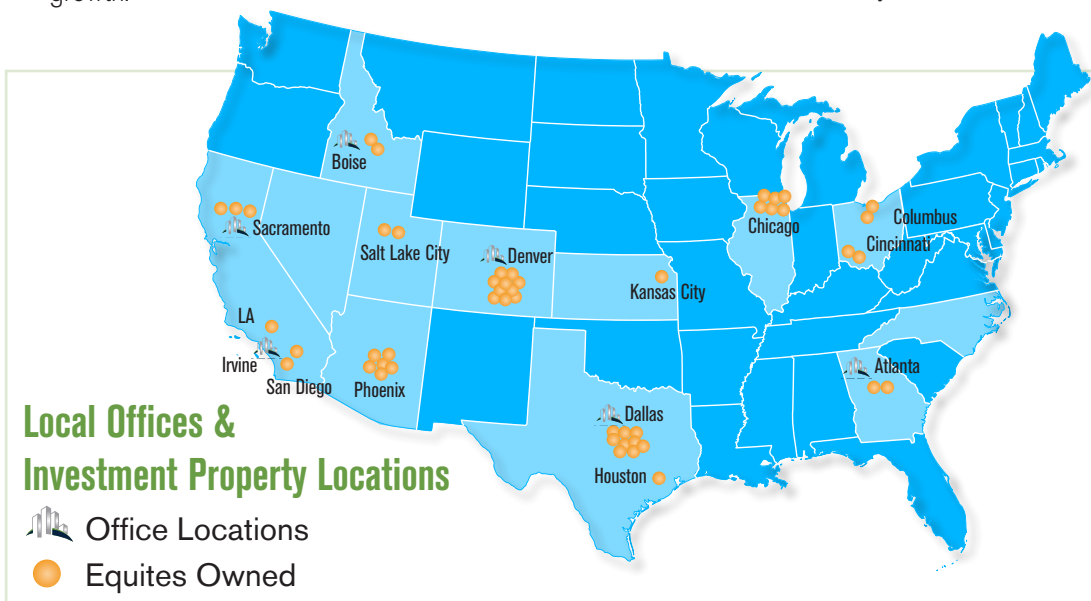 growth.
Boise
Sacramento
Salt Lake City
Denver
Chicago
Columbus
Cincinnati
Kansas City
LA
Irvine
San Diego
Phoenix
Atlanta
Dallas
Houston
Local Offices &
Investment Property Locations
Office Locations
Equites Owned